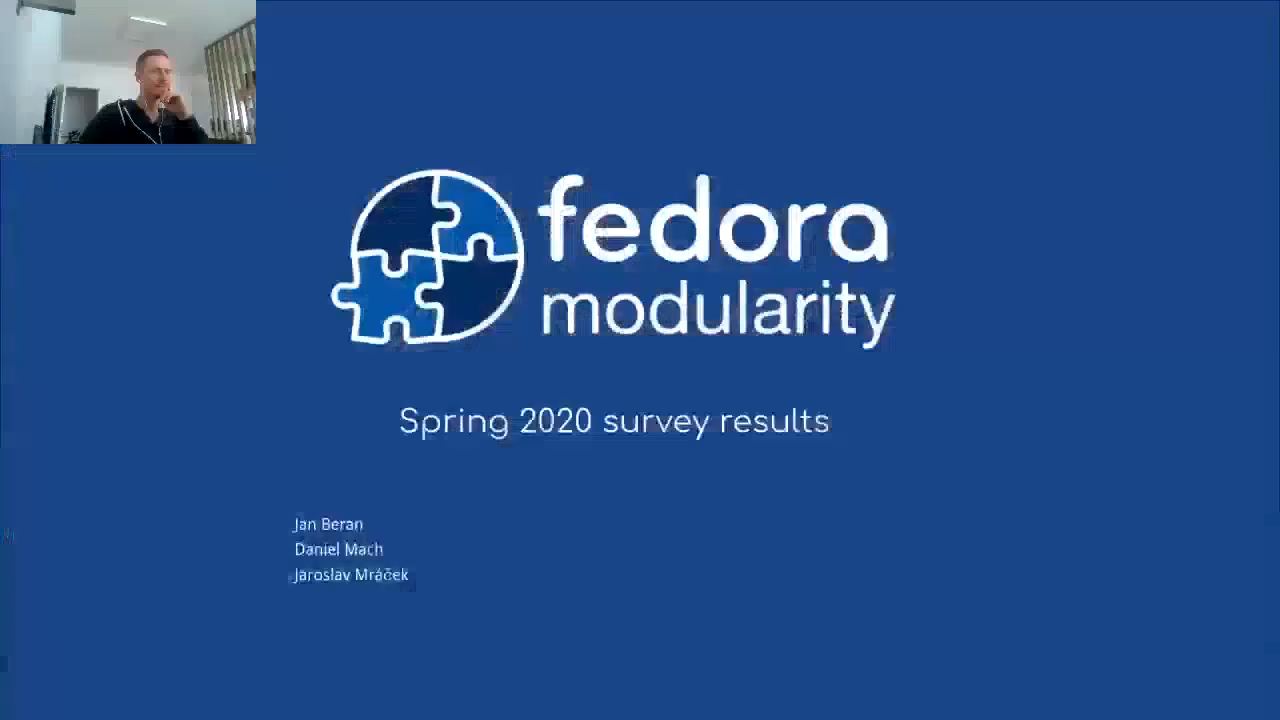 fedora
modularity
Spring 2020 survey results
Jan Beran
Daniel Mach
Jaroslav Mráček